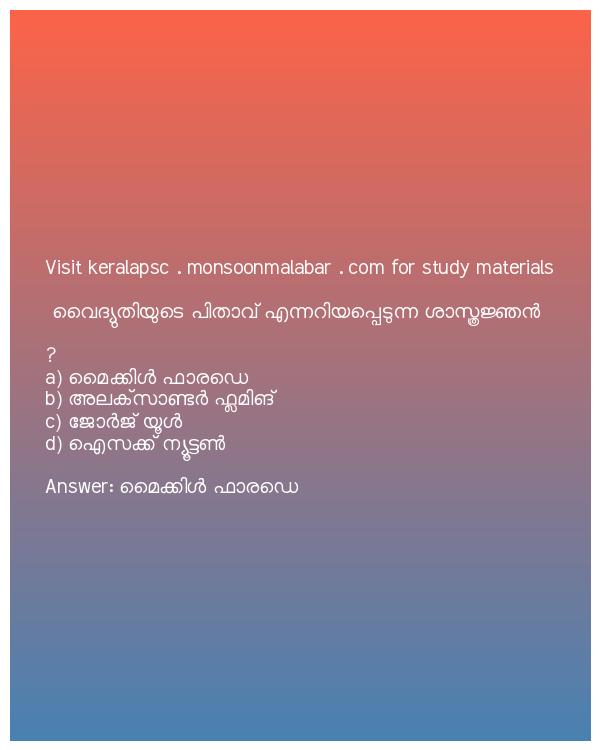 Visit keralapsc . monsoonmalabar . com for study materials
വൈദ്യുതിയുടെ പിതാവ് എന്നറിയപ്പെടുന്ന ശാസ്ത്രജ്ഞൻ
?
a) മൈക്കിൾ ഫാരഡെ
b) അലക്സാണ്ടർ ഫ്ലമിങ്
c) ജോർജ് യൂൾ
d) ഐസക്ക് ന്യൂട്ടൺ
Answer: മൈക്കിൾ ഫാരഡെ